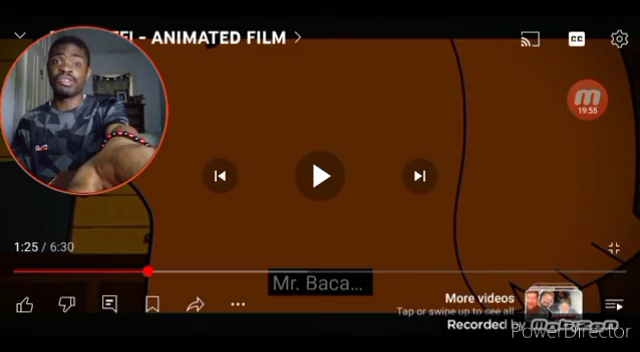 - ANIMATED FILM
CC
19:55
1:25 / 6:30
Mr. Baca...
More videos
Tap or swipe up to see all
Recorded by
PowerDirector